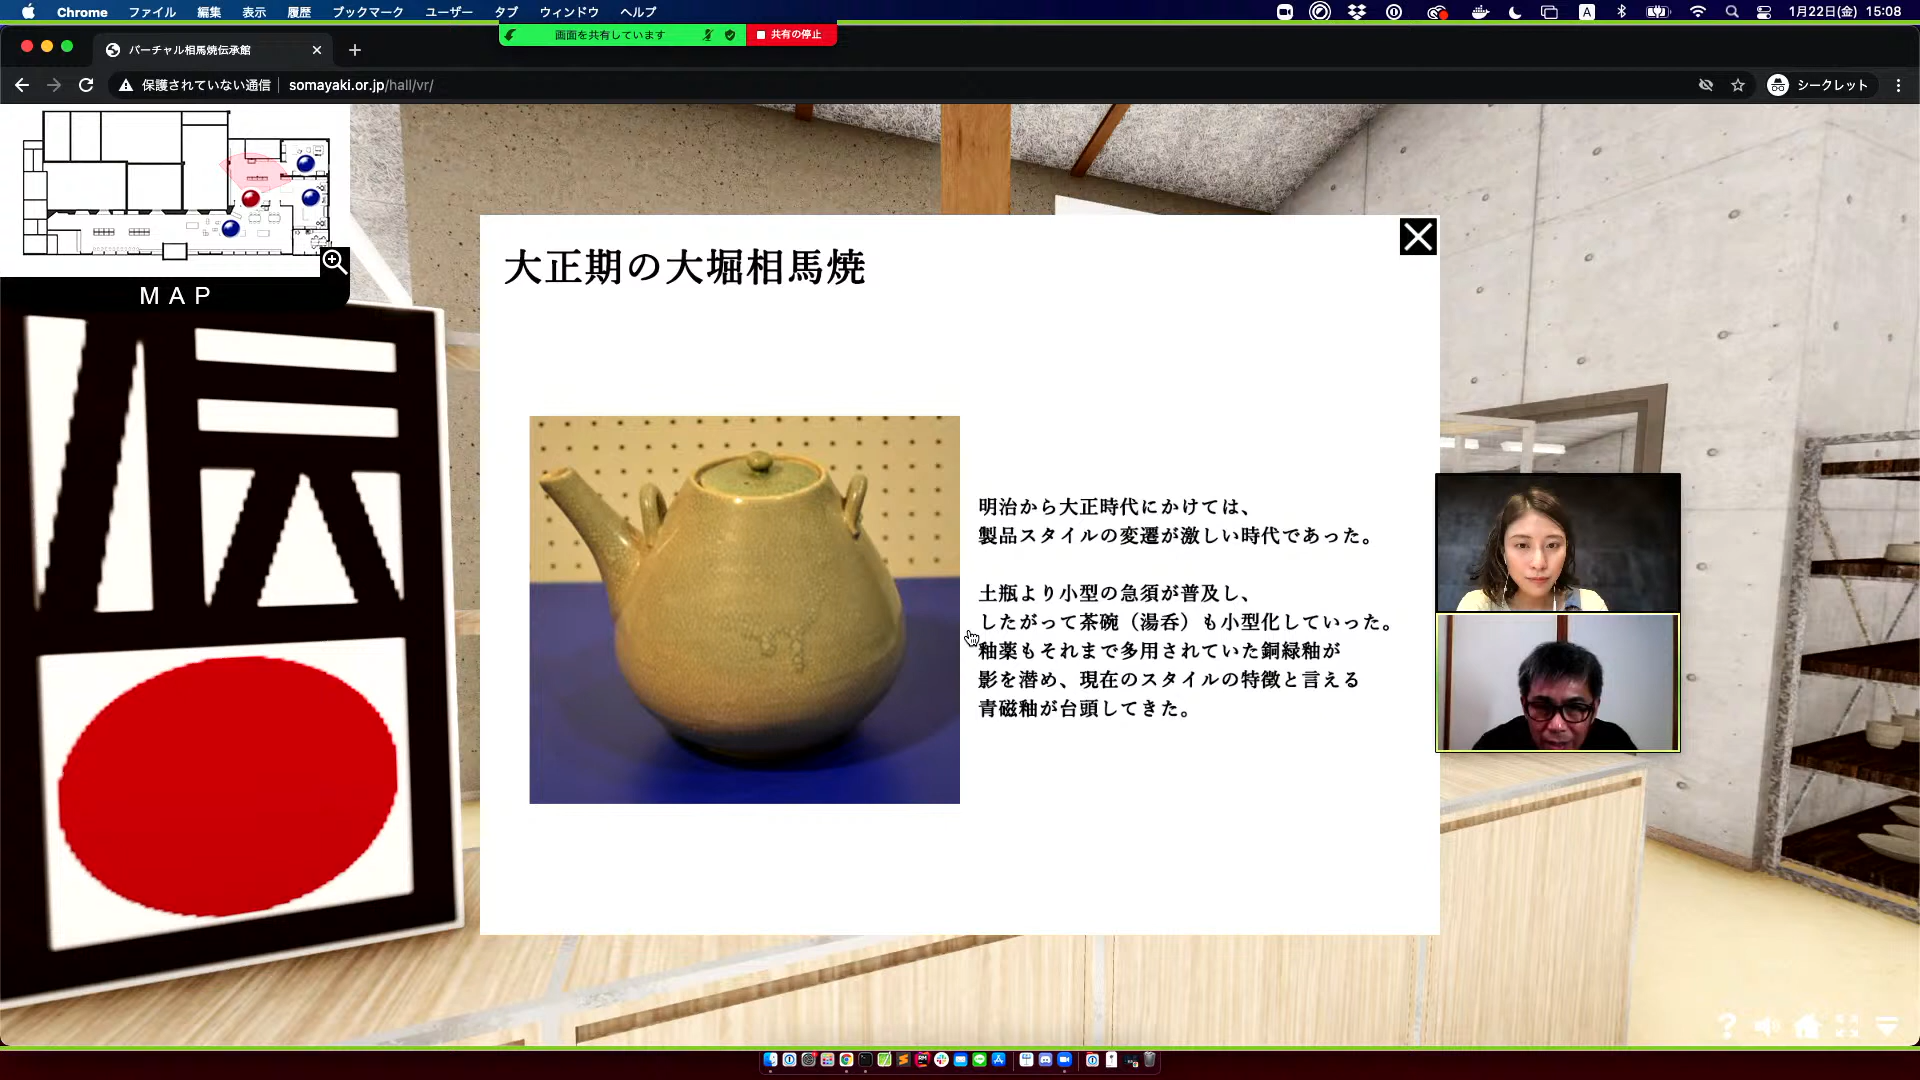 Chrome ファイル 編集 表示 履歴 ブックマーク ユーザー タブ ウィンドウ ヘルプ
A
1月22日(金) 15:08
画面を共有しています
共有の停止
バーチャル相馬焼伝承館
保護されていない通信 | somayaki.or.jp/hall/vr/
シークレット
MAP
大正期の大堀相馬焼
明治から大正時代にかけては、
製品スタイルの変遷が激しい時代であった。
土瓶より小型の急須が普及し、
したがって茶碗（湯呑）も小型化していった。
釉薬もそれまで多用されていた銅緑釉が
影を潜め、現在のスタイルの特徴と言える
青磁釉が台頭してきた。